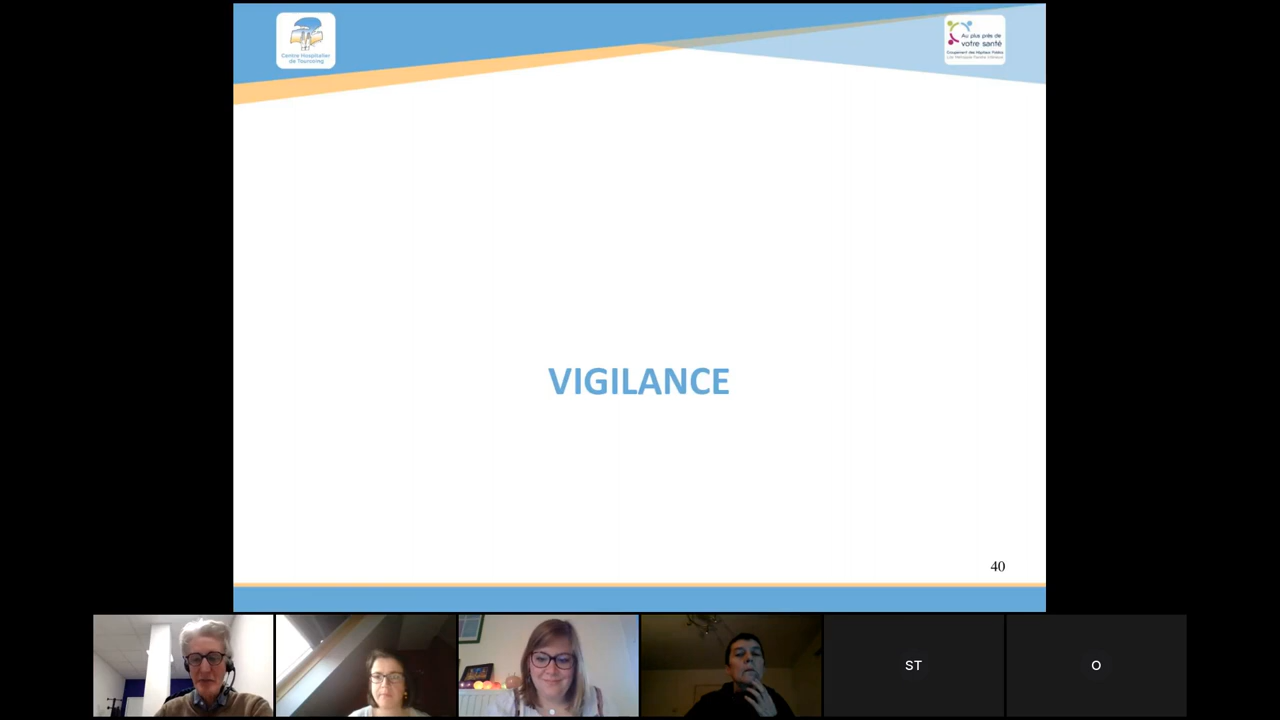 Centre Hospitalier
de Tourcoing
Au plus près de
votre santé
VIGILANCE
40
ST
O